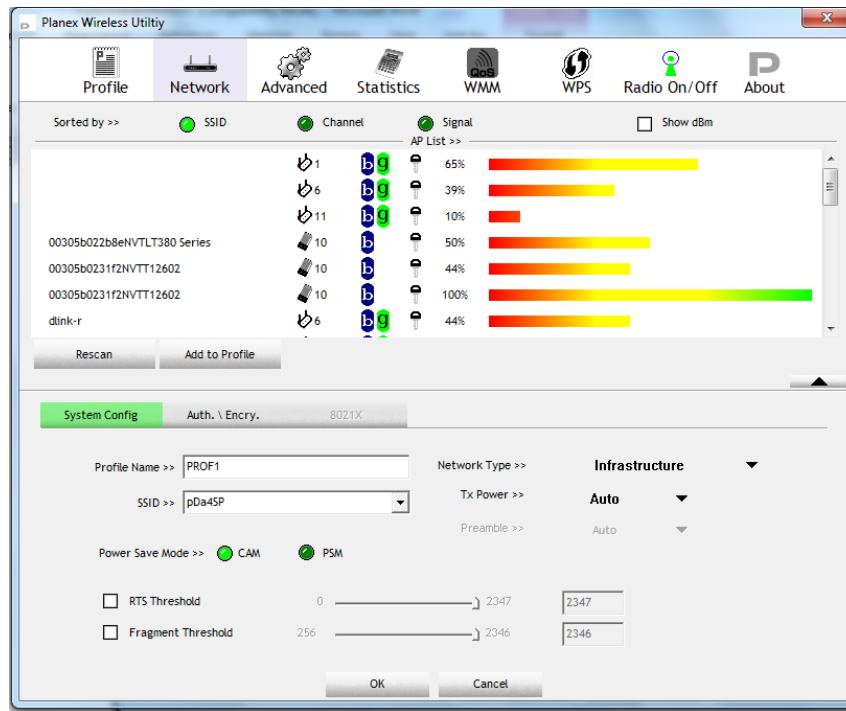 Planex Wireless Utiltiy
Profile Network Advanced Statistics QoS WMM WPS Radio On/Off About
Sorted by >> SSID Channel Signal Show dBm
AP List >>
1 b g 65%
6 b g 39%
11 b g 10%
00305b022b8eNVTLT380 Series 10 b 50%
00305b0231f2NVTT12602 10 b 44%
00305b0231f2NVTT12602 10 b 100%
dlink-r 6 b g 44%
Rescan Add to Profile
System Config Auth. \ Encry. 8021X
Profile Name >> PROF1 Network Type >> Infrastructure
SSID >> pDa4SP Tx Power >> Auto
Preamble >> Auto
Power Save Mode >> CAM PSM
RTS Threshold 0 2347 2347
Fragment Threshold 256 2346 2346
OK Cancel